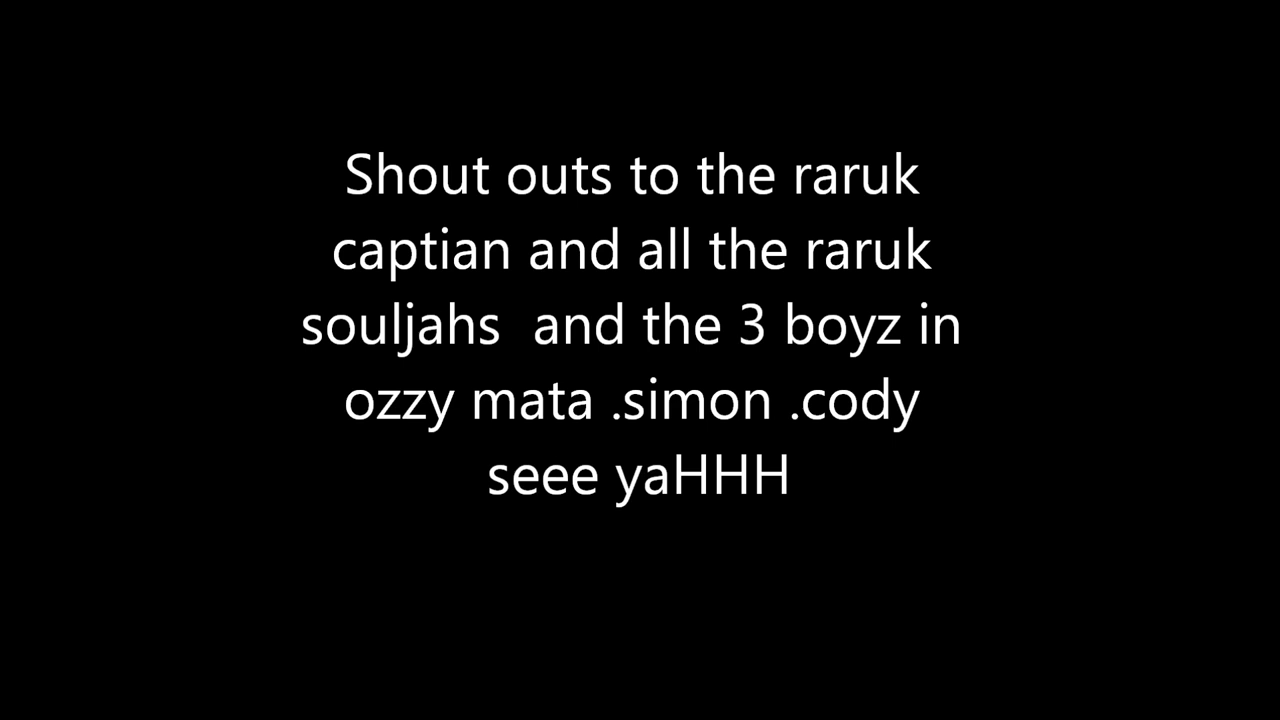 Shout outs to the raruk
captian and all the raruk
souljahs  and the 3 boyz in
ozzy mata .simon .cody
seee yaHHH